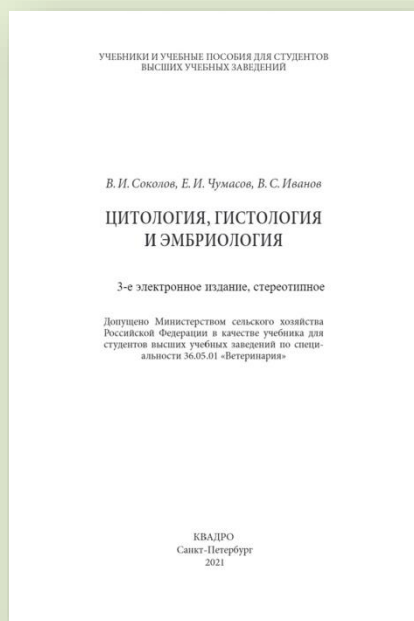 УЧЕБНИКИ И УЧЕБНЫЕ ПОСОБИЯ ДЛЯ СТУДЕНТОВ
ВЫСШИХ УЧЕБНЫХ ЗАВЕДЕНИЙ
В. И. Соколов, Е. И. Чумасов, В. С. Иванов
ЦИТОЛОГИЯ, ГИСТОЛОГИЯ
И ЭМБРИОЛОГИЯ
3-е электронное издание, стереотипное
Допущено Министерством сельского хозяйства
Российской Федерации в качестве учебника для
студентов высших учебных заведений по специ-
альности 36.05.01 «Ветеринария»
КВАДРО
Санкт-Петербург
2021